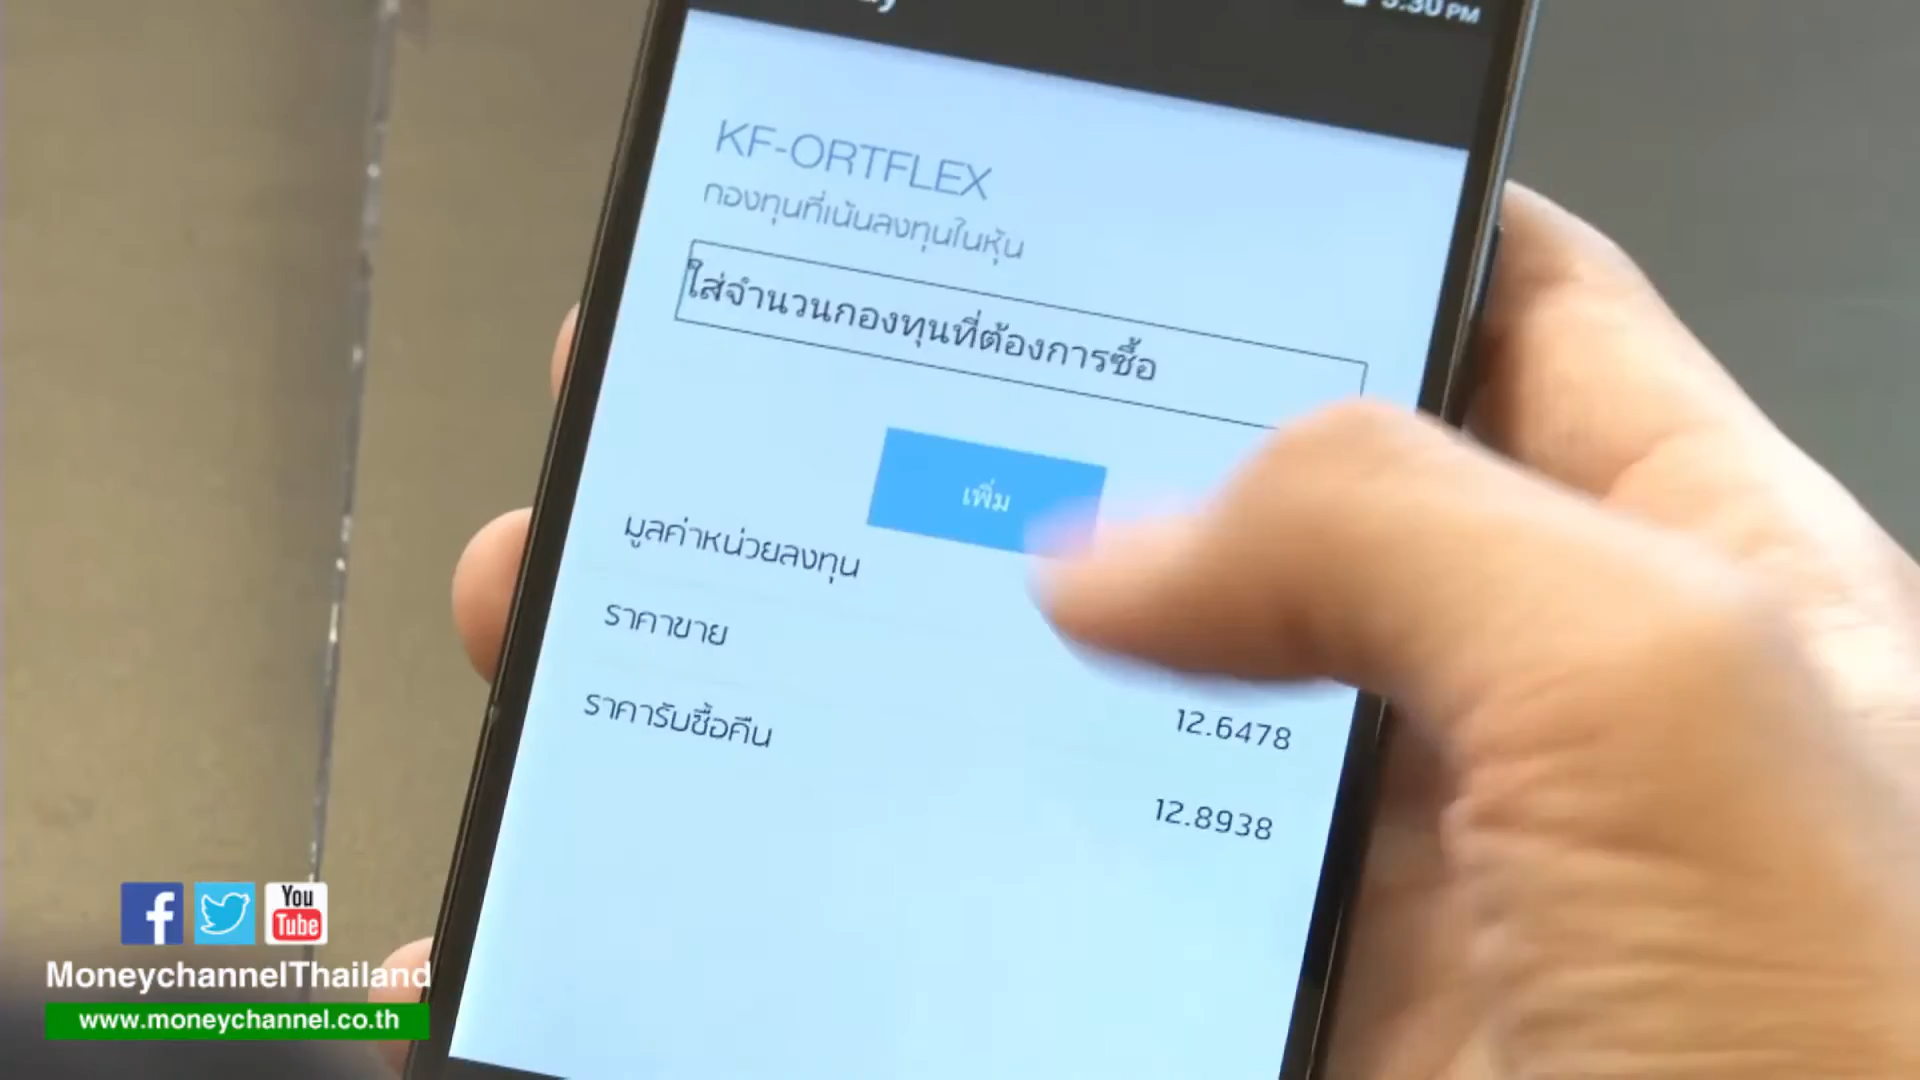 KF-ORTFLEX
กองทุนที่เน้นลงทุนในหุ้น
ใส่จำนวนกองทุนที่ต้องการซื้อ
เพิ่ม
มูลค่าหน่วยลงทุน
ราคาขาย
12.6478
ราคารับซื้อคืน
12.8938
You
Tube
MoneychannelThailand
www.moneychannel.co.th